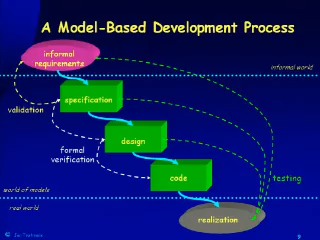 A Model-Based Development Process
informal
requirements
informal world
specification
validation
design
formal
verification
code
testing
world of models
real world
realization
©
9